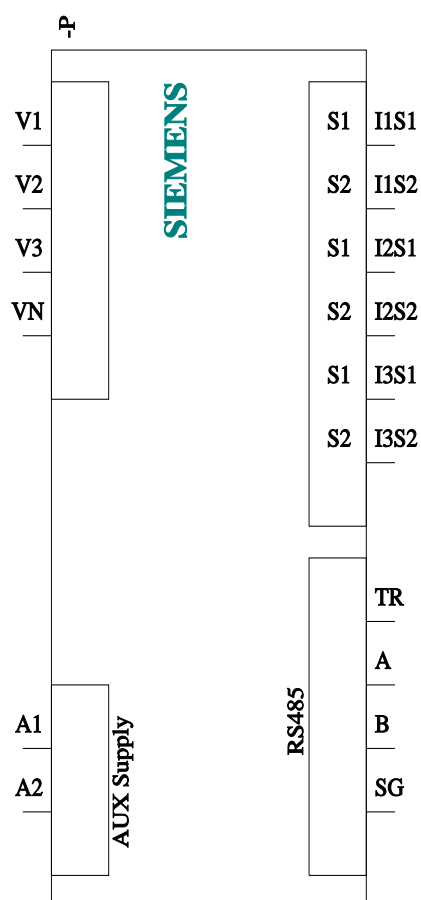 -P
SIEMENS
V1
V2
V3
VN
S1 I1S1
S2 I1S2
S1 I2S1
S2 I2S2
S1 I3S1
S2 I3S2
TR
A
B
SG
RS485
A1
A2
AUX Supply